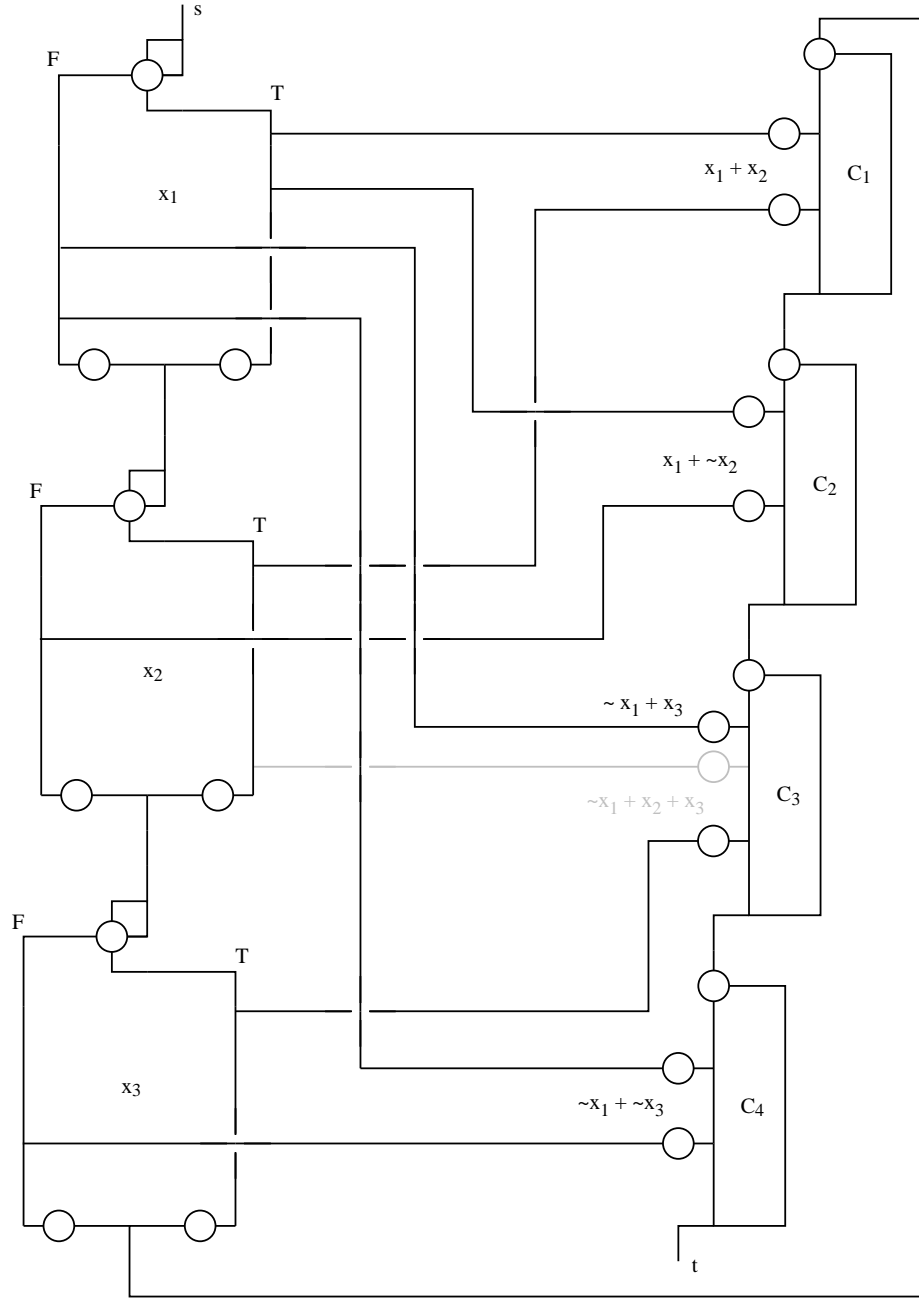 s
F
T
x1
x1 + x2
C1
F
T
x1 + ~x2
C2
x2
~ x1 + x3
~x1 + x2 + x3
C3
F
T
x3
~x1 + ~x3
C4
t